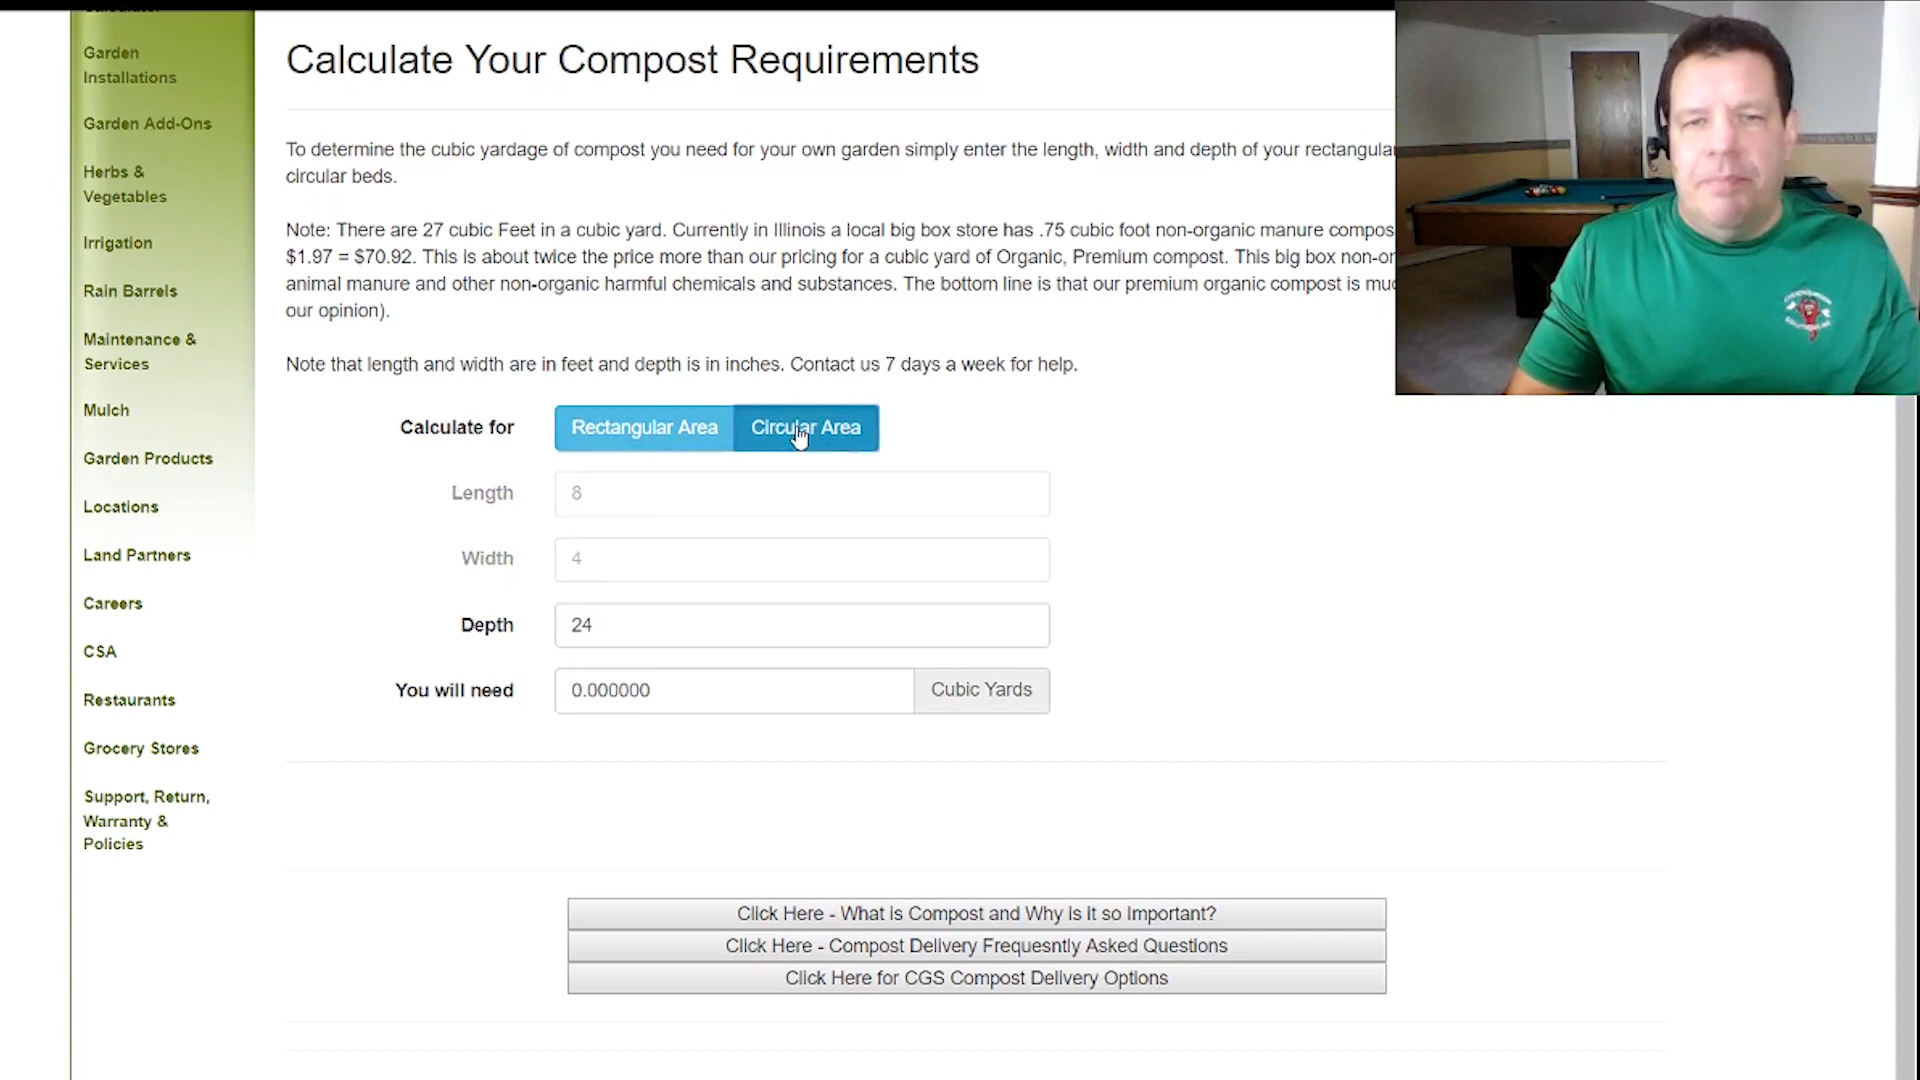 Garden
Installations
Garden Add-Ons
Herbs &
Vegetables
Irrigation
Rain Barrels
Maintenance &
Services
Mulch
Garden Products
Locations
Land Partners
Careers
CSA
Restaurants
Grocery Stores
Support, Return,
Warranty &
Policies
Calculate Your Compost Requirements
To determine the cubic yardage of compost you need for your own garden simply enter the length, width and depth of your rectangular
circular beds.
Note: There are 27 cubic Feet in a cubic yard. Currently in Illinois a local big box store has .75 cubic foot non-organic manure compos
$1.97 = $70.92. This is about twice the price more than our pricing for a cubic yard of Organic, Premium compost. This big box non-or
animal manure and other non-organic harmful chemicals and substances. The bottom line is that our premium organic compost is muc
our opinion).
Note that length and width are in feet and depth is in inches. Contact us 7 days a week for help.
Calculate for Rectangular Area Circular Area
Length 8
Width 4
Depth 24
You will need 0.000000 Cubic Yards
Click Here - What is Compost and Why Is it so Important?
Click Here - Compost Delivery Frequesntly Asked Questions
Click Here for CGS Compost Delivery Options